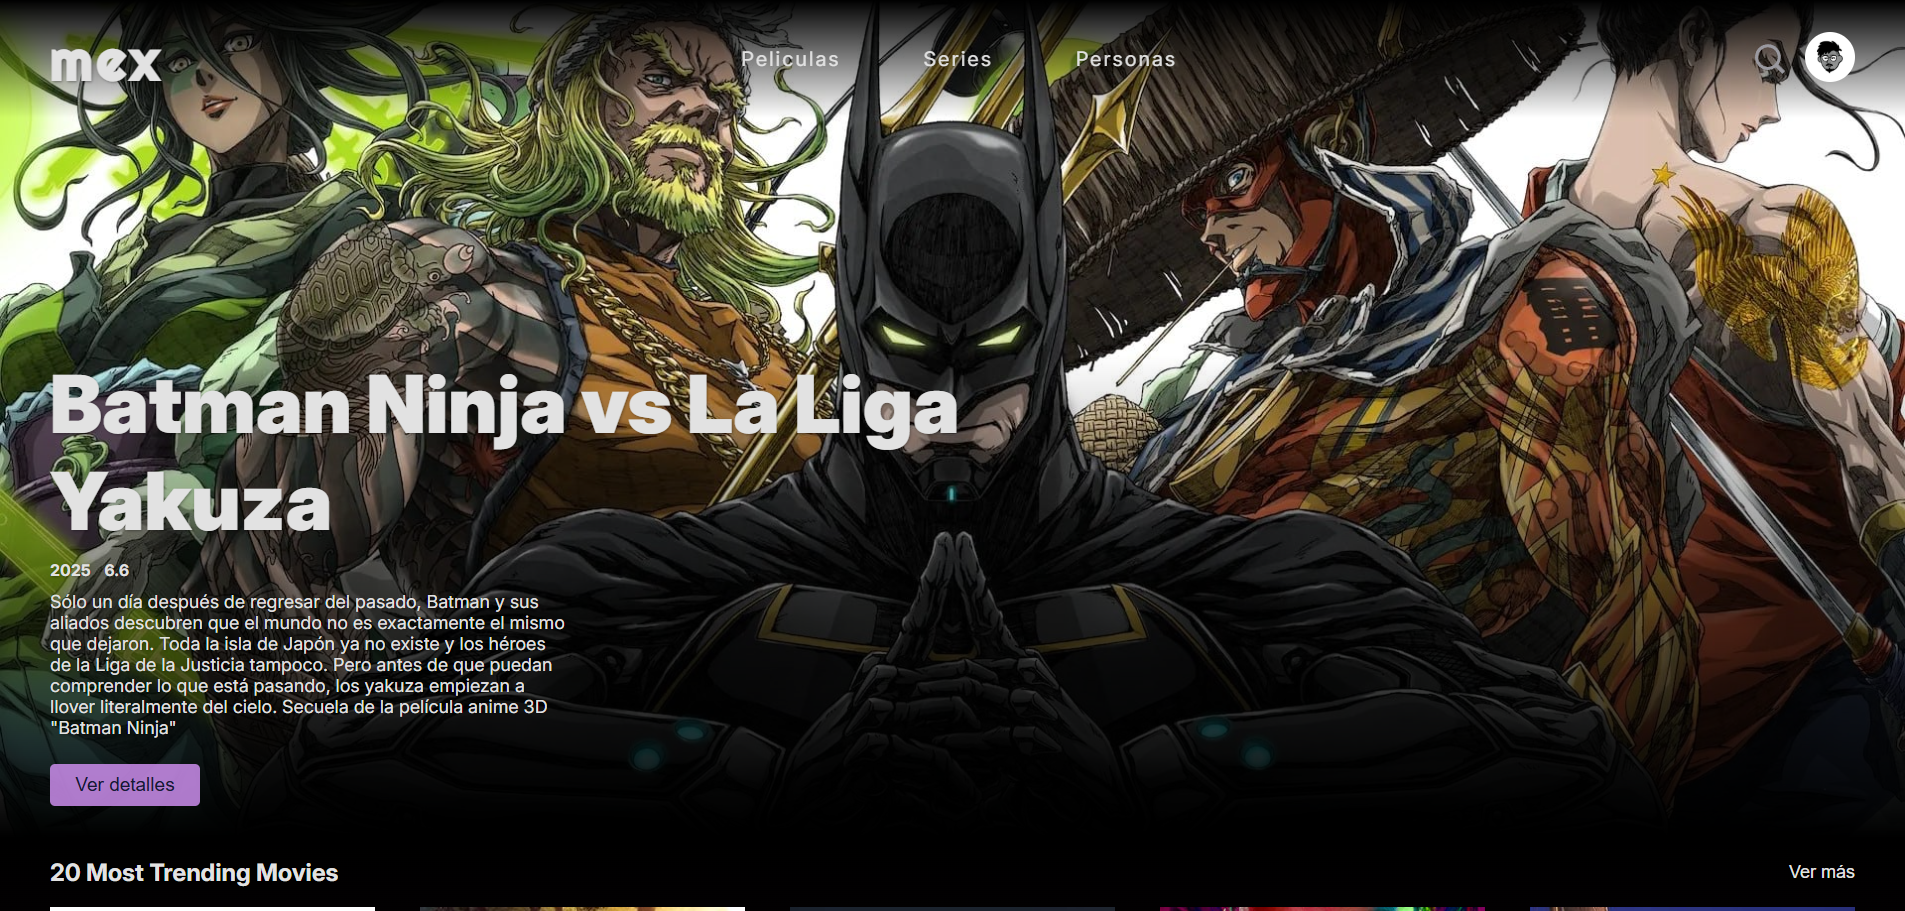 mex
Peliculas
Series
Personas
Batman Ninja vs La Liga
Yakuza
2025 6.6
Sólo un día después de regresar del pasado, Batman y sus
aliados descubren que el mundo no es exactamente el mismo
que dejaron. Toda la isla de Japón ya no existe y los héroes
de la Liga de la Justicia tampoco. Pero antes de que puedan
comprender lo que está pasando, los yakuza empiezan a
llover literalmente del cielo. Secuela de la película anime 3D
"Batman Ninja"
Ver detalles
20 Most Trending Movies
Ver más